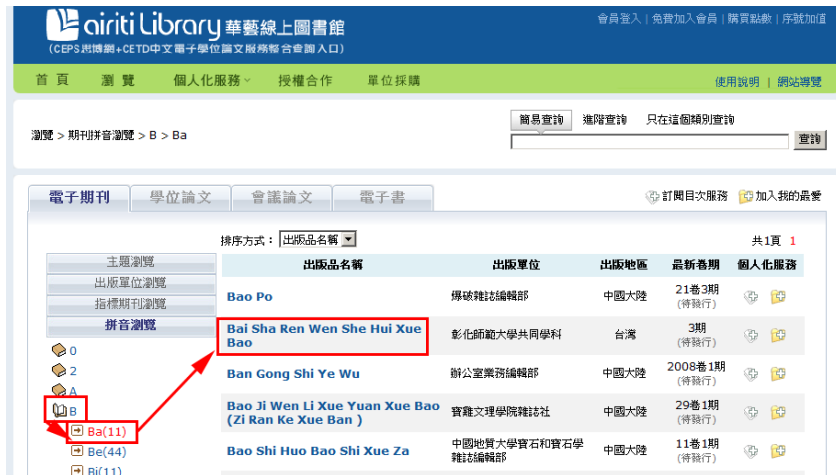 airiti Library 華藝線上圖書館
(CEPS思博網+CETD中文電子學位論文服務整合查詢入口)
會員登入 | 免費加入會員 | 購買點數 | 序號加值
首 頁 瀏 覽 個人化服務 授權合作 單位採購
使用說明 | 網站導覽
瀏覽 > 期刊拼音瀏覽 > B > Ba
簡易查詢 進階查詢 只在這個類別查詢
查詢
電子期刊 學位論文 會議論文 電子書
訂閱目次服務 加入我的最愛
排序方式：出版品名稱
共1頁 1
主題瀏覽
出版單位瀏覽
指標期刊瀏覽
拼音瀏覽
0
2
A
B
Ba(11)
Be(44)
Bi(11)
出版品名稱 出版單位 出版地區 最新卷期 個人化服務
Bao Po 爆破雜誌編輯部 中國大陸 21卷3期
(待發行)
Bai Sha Ren Wen She Hui Xue
Bao 彰化師範大學共同學科 台灣 3期
(待發行)
Ban Gong Shi Ye Wu 辦公室業務編輯部 中國大陸 2008卷1期
(待發行)
Bao Ji Wen Li Xue Yuan Xue Bao
(Zi Ran Ke Xue Ban ) 寶雞文理學院雜誌社 中國大陸 29卷1期
(待發行)
Bao Shi Huo Bao Shi Xue Za 中國地質大學寶石和寶石學
雜誌編輯部 中國大陸 11卷1期
(待發行)